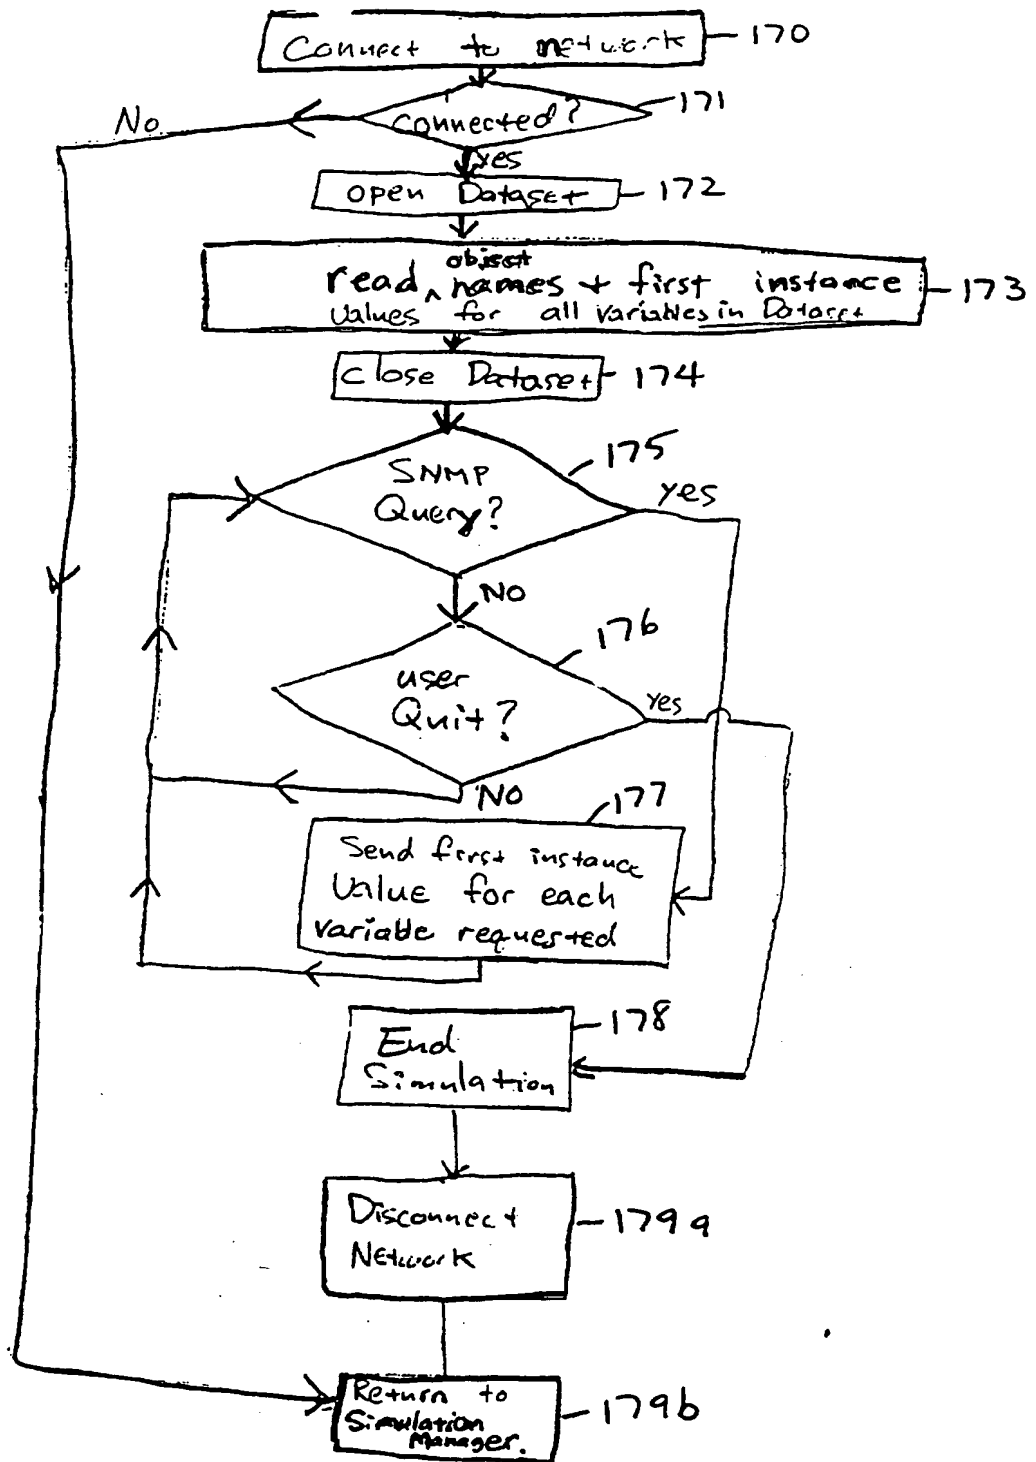 Connect to network 170
connected? 171
No
yes
open Dataset 172
object
read ^ names + first instance 173
values for all variables in Dataset
close Dataset 174
175
SNMP
Query?
yes
NO
176
user
Quit?
yes
NO
177
Send first instance
value for each
variable requested
178
End
Simulation
Disconnect 179a
Network
Return to
Simulation 179b
Manager.